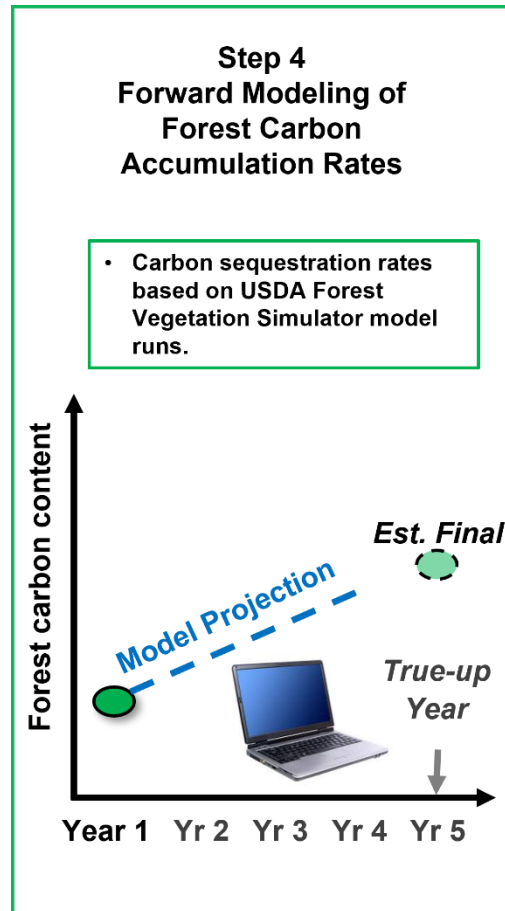 Step 4
Forward Modeling of
Forest Carbon
Accumulation Rates
• Carbon sequestration rates
based on USDA Forest
Vegetation Simulator model
runs.
Forest carbon content
Est. Final
Model Projection
True-up
Year
Year 1 Yr 2 Yr 3 Yr 4 Yr 5